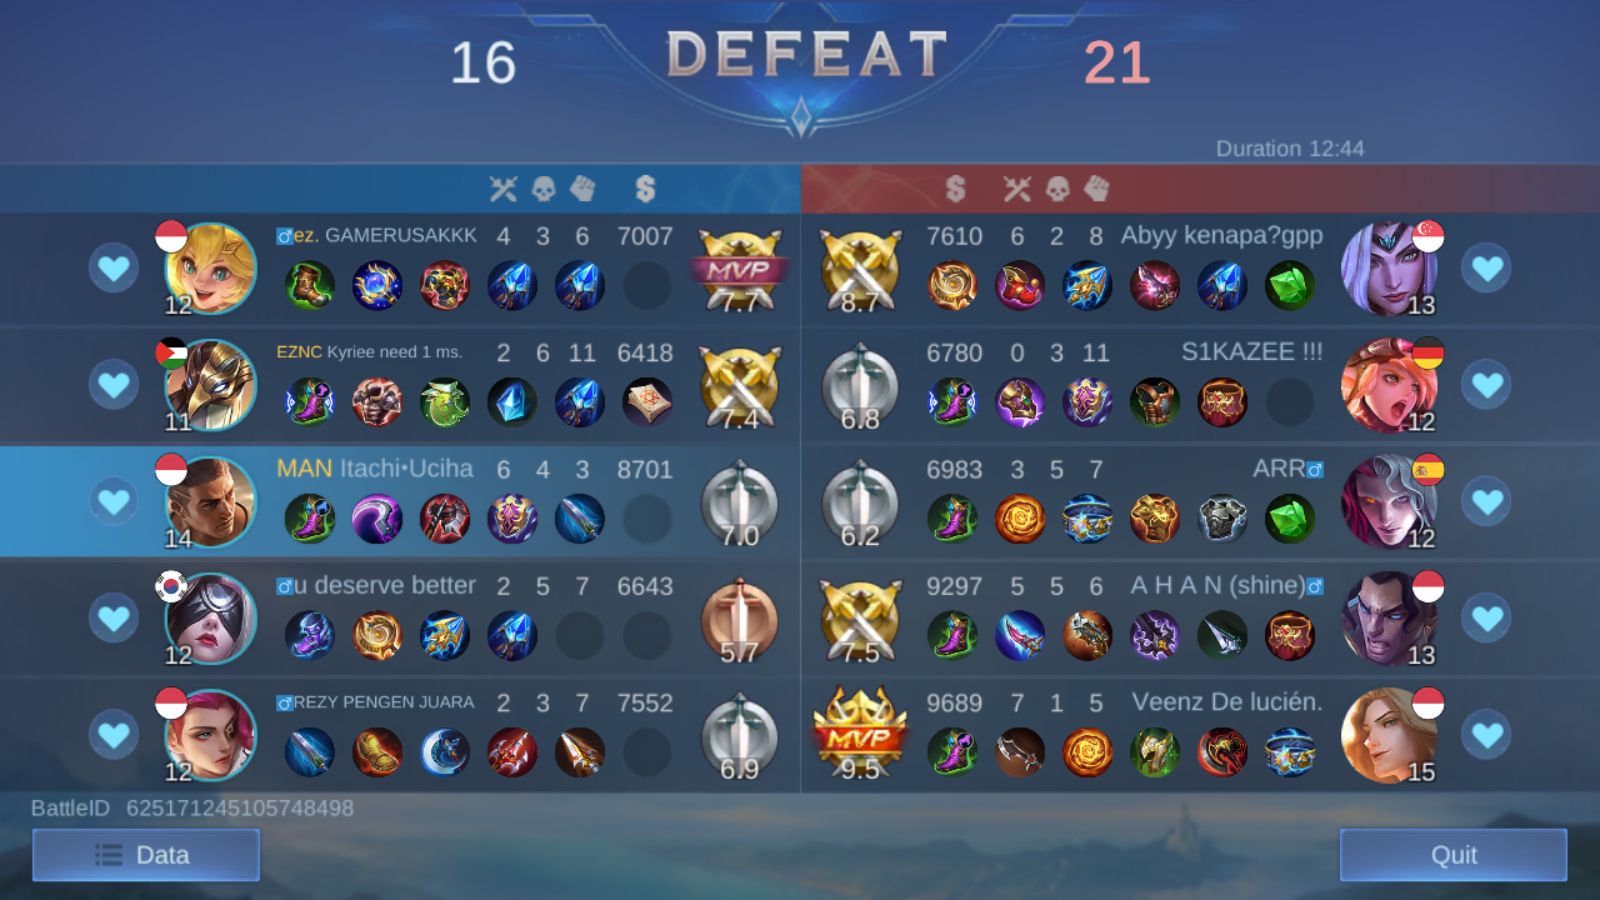 16 DEFEAT 21
Duration 12:44
ez. GAMERUSAKKK 4 3 6 7007 MVP 7.7
12
7610 6 2 8 Abyy kenapa?gpp
8.7 13
EZNC Kyriee need 1 ms. 2 6 11 6418 7.4
11
6780 0 3 11 S1KAZEE !!!
6.8 12
MAN Itachi•Uciha 6 4 3 8701 7.0
14
6983 3 5 7 ARR♂
6.2 12
♂u deserve better 2 5 7 6643 5.7
12
9297 5 5 6 A H A N (shine)♂
7.5 13
♂REZY PENGEN JUARA 2 3 7 7552 6.9
12
9689 7 1 5 Veenz De lucién.
MVP 9.5 15
BattleID 625171245105748498
Data
Quit